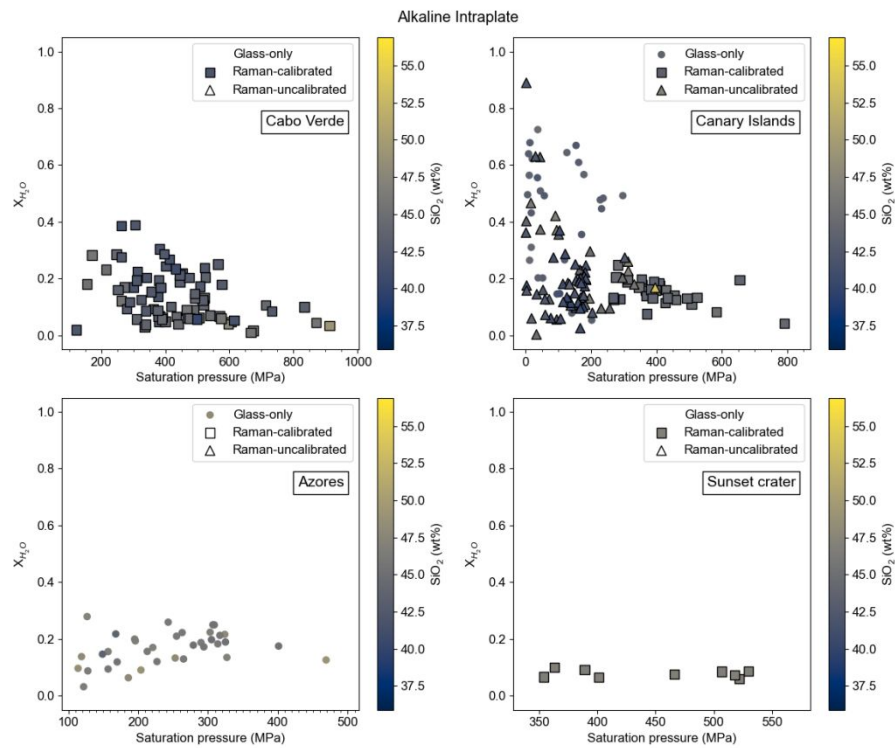 Alkaline Intraplate
1.0
0.8
0.6
0.4
0.2
0.0
X_{H_2O}
200
400
600
800
1000
Saturation pressure (MPa)
Glass-only
Raman-calibrated
Raman-uncalibrated
Cabo Verde
55.0
52.5
50.0
47.5
45.0
42.5
40.0
37.5
SiO₂ (wt%)
1.0
0.8
0.6
0.4
0.2
0.0
X_{H_2O}
0
200
400
600
800
Saturation pressure (MPa)
Glass-only
Raman-calibrated
Raman-uncalibrated
Canary Islands
55.0
52.5
50.0
47.5
45.0
42.5
40.0
37.5
SiO₂ (wt%)
1.0
0.8
0.6
0.4
0.2
0.0
X_{H_2O}
100
200
300
400
500
Saturation pressure (MPa)
Glass-only
Raman-calibrated
Raman-uncalibrated
Azores
55.0
52.5
50.0
47.5
45.0
42.5
40.0
37.5
SiO₂ (wt%)
1.0
0.8
0.6
0.4
0.2
0.0
X_{H_2O}
350
400
450
500
550
Saturation pressure (MPa)
Glass-only
Raman-calibrated
Raman-uncalibrated
Sunset crater
55.0
52.5
50.0
47.5
45.0
42.5
40.0
37.5
SiO₂ (wt%)